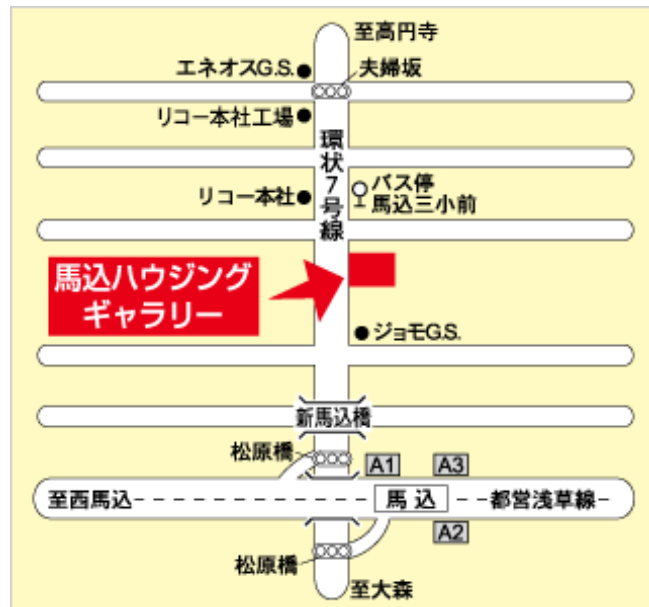 至高円寺
エネオスG.S.
夫婦坂
リコー本社工場
環状7号線
バス停
馬込三小前
リコー本社
馬込ハウジング
ギャラリー
ジョモG.S.
新馬込橋
松原橋
A1
A3
至西馬込
馬込
都営浅草線
A2
松原橋
至大森